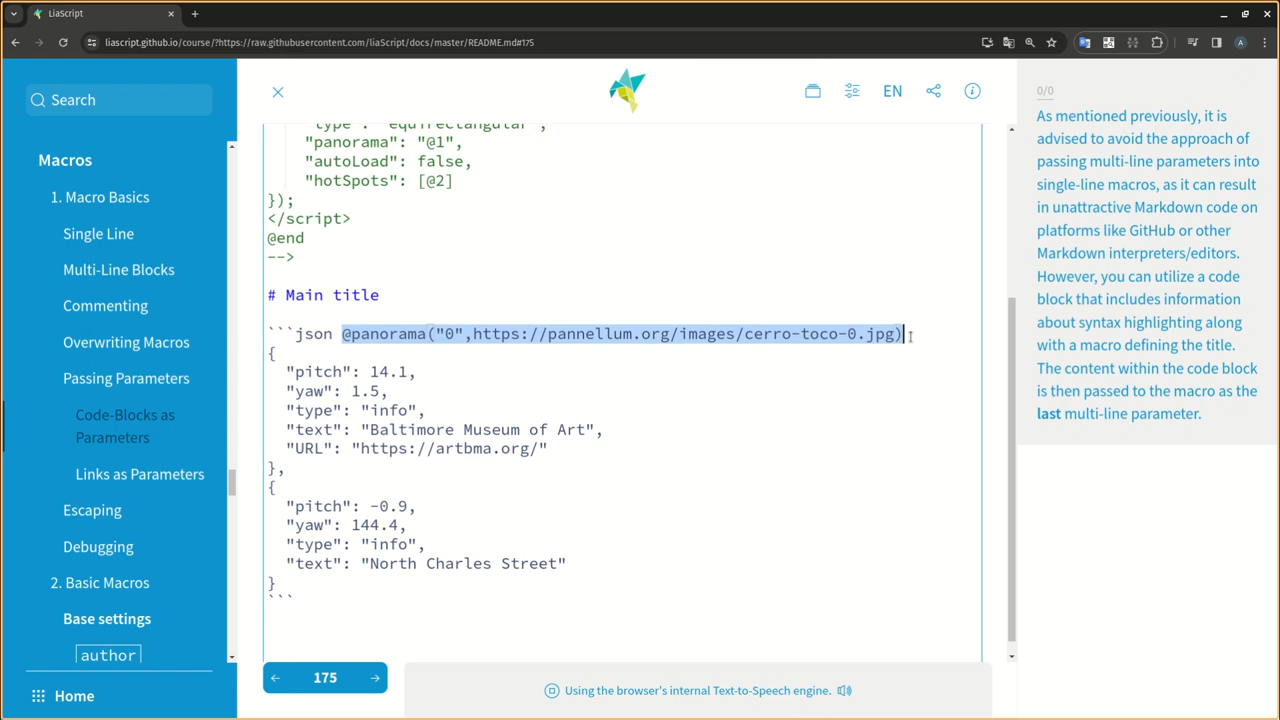 LiaScript
liascript.github.io/course/?https://raw.githubusercontent.com/liaScript/docs/master/README.md#175
A
Search
Macros
1. Macro Basics
Single Line
Multi-Line Blocks
Commenting
Overwriting Macros
Passing Parameters
Code-Blocks as
Parameters
Links as Parameters
Escaping
Debugging
2. Basic Macros
Base settings
author
Home
EN
"type": "equirectangular",
"panorama": "@1",
"autoLoad": false,
"hotSpots": [@2]
});
</script>
@end
-->
# Main title
```json @panorama("0",https://pannellum.org/images/cerro-toco-0.jpg)
{
"pitch": 14.1,
"yaw": 1.5,
"type": "info",
"text": "Baltimore Museum of Art",
"URL": "https://artbma.org/"
},
{
"pitch": -0.9,
"yaw": 144.4,
"type": "info",
"text": "North Charles Street"
}
```
← 175 →
Using the browser's internal Text-to-Speech engine.
0/0
As mentioned previously, it is
advised to avoid the approach of
passing multi-line parameters into
single-line macros, as it can result
in unattractive Markdown code on
platforms like GitHub or other
Markdown interpreters/editors.
However, you can utilize a code
block that includes information
about syntax highlighting along
with a macro defining the title.
The content within the code block
is then passed to the macro as the
last multi-line parameter.